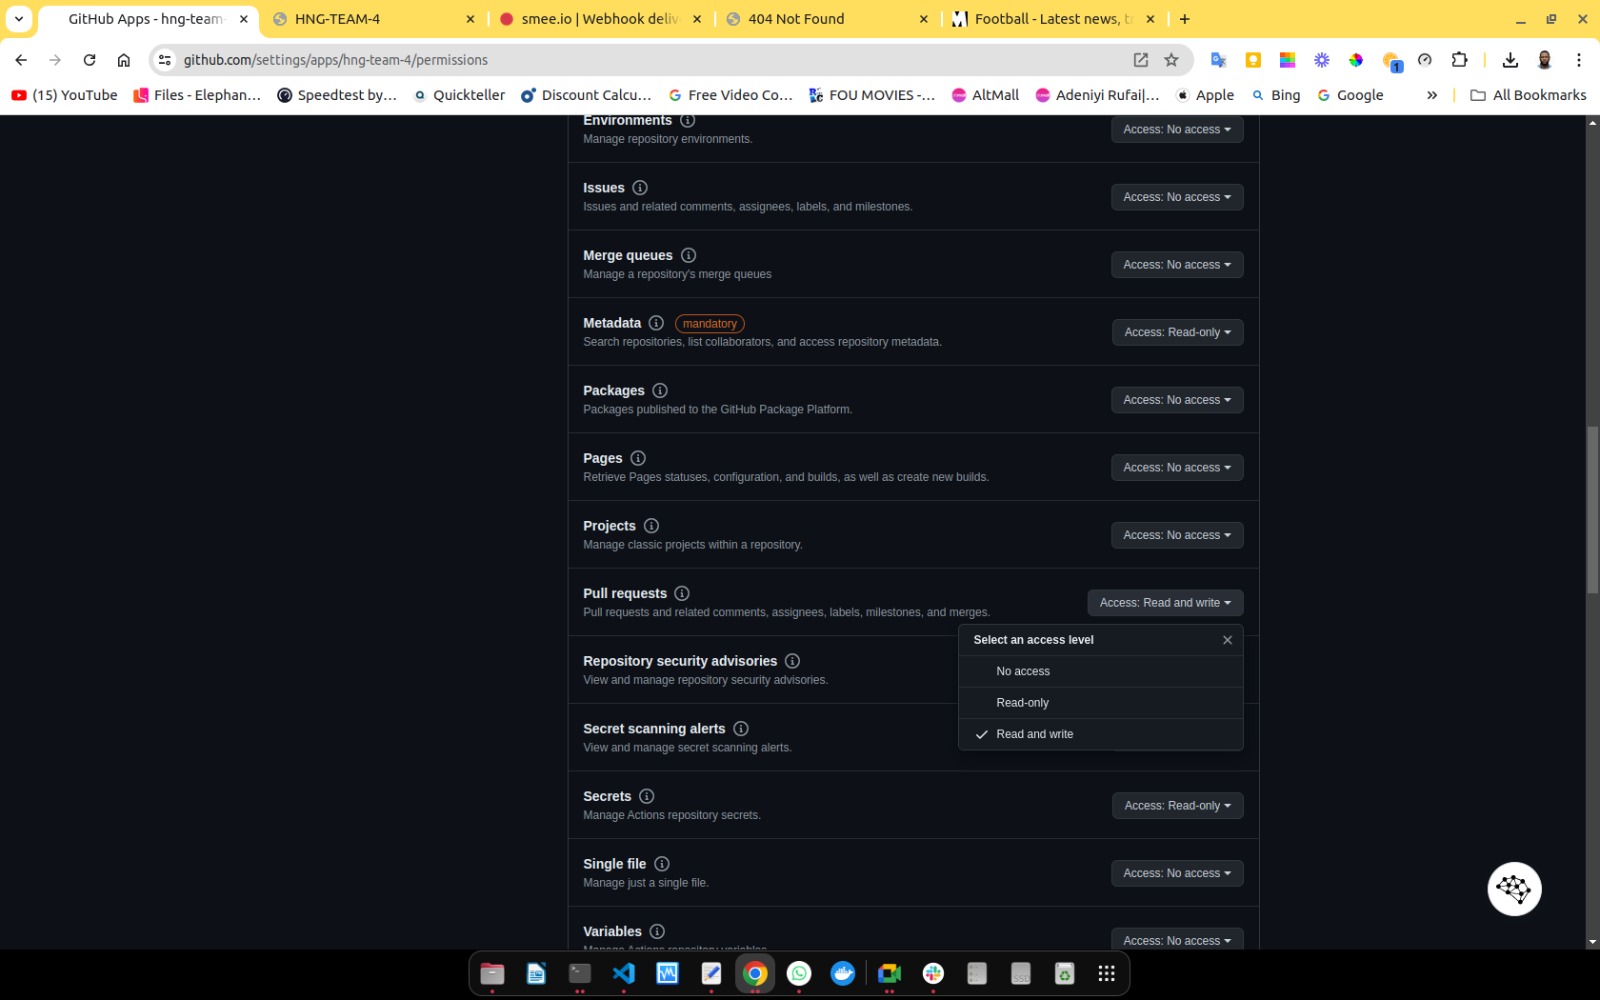 GitHub Apps - hng-team-
HNG-TEAM-4
smee.io | Webhook deliv
404 Not Found
Football - Latest news, t
github.com/settings/apps/hng-team-4/permissions
1
(15) YouTube
Files - Elephan...
Speedtest by...
Quickteller
Discount Calcu...
Free Video Co...
FOU MOVIES -...
AltMall
Adeniyi Rufai|...
Apple
Bing
Google
All Bookmarks
Environments
Manage repository environments.
Access: No access
Issues
Issues and related comments, assignees, labels, and milestones.
Access: No access
Merge queues
Manage a repository's merge queues
Access: No access
Metadata mandatory
Search repositories, list collaborators, and access repository metadata.
Access: Read-only
Packages
Packages published to the GitHub Package Platform.
Access: No access
Pages
Retrieve Pages statuses, configuration, and builds, as well as create new builds.
Access: No access
Projects
Manage classic projects within a repository.
Access: No access
Pull requests
Pull requests and related comments, assignees, labels, milestones, and merges.
Access: Read and write
Select an access level
No access
Read-only
Read and write
Repository security advisories
View and manage repository security advisories.
Secret scanning alerts
View and manage secret scanning alerts.
Secrets
Manage Actions repository secrets.
Access: Read-only
Single file
Manage just a single file.
Access: No access
Variables
Manage Actions repository variables.
Access: No access
SSD